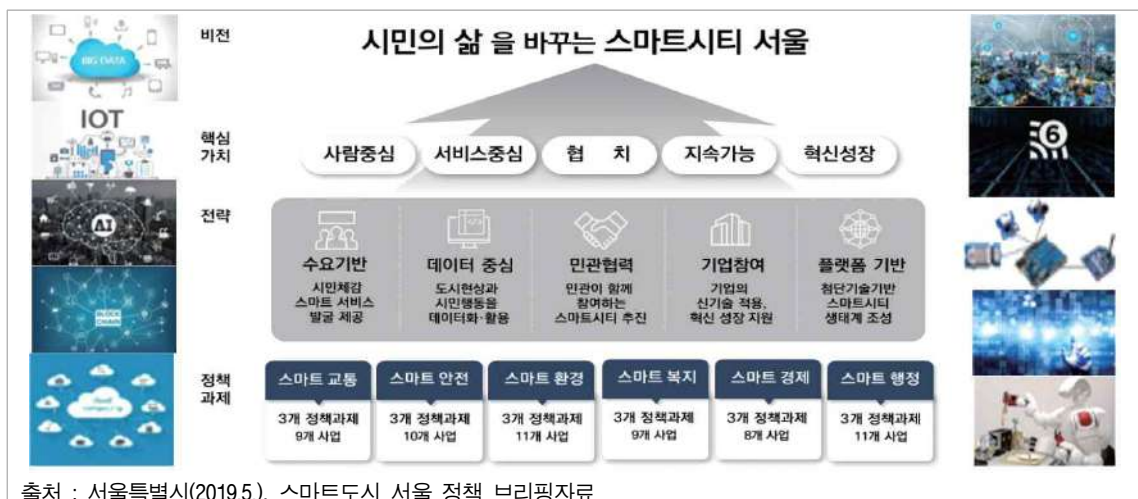 비전
시민의 삶 을 바꾸는 스마트시티 서울
BIG DATA
IOT
핵심
가치
사람중심 서비스중심 협 치 지속가능 혁신성장
6
전략
AI
수요기반 데이터 중심 민관협력 기업참여 플랫폼 기반
시민체감 도시현상과 민관이 함께 기업의 첨단기술기반
스마트 서비스 시민행동을 참여하는 신기술 적용, 스마트시티
발굴 제공 데이터화·활용 스마트시티 추진 혁신 성장 지원 생태계 조성
BLOCK
CHAIN
정책
과제
스마트 교통 스마트 안전 스마트 환경 스마트 복지 스마트 경제 스마트 행정
3개 정책과제 3개 정책과제 3개 정책과제 3개 정책과제 3개 정책과제 3개 정책과제
9개 사업 10개 사업 11개 사업 9개 사업 8개 사업 11개 사업
출처 : 서울특별시(2019.5.), 스마트도시 서울 정책 브리핑자료